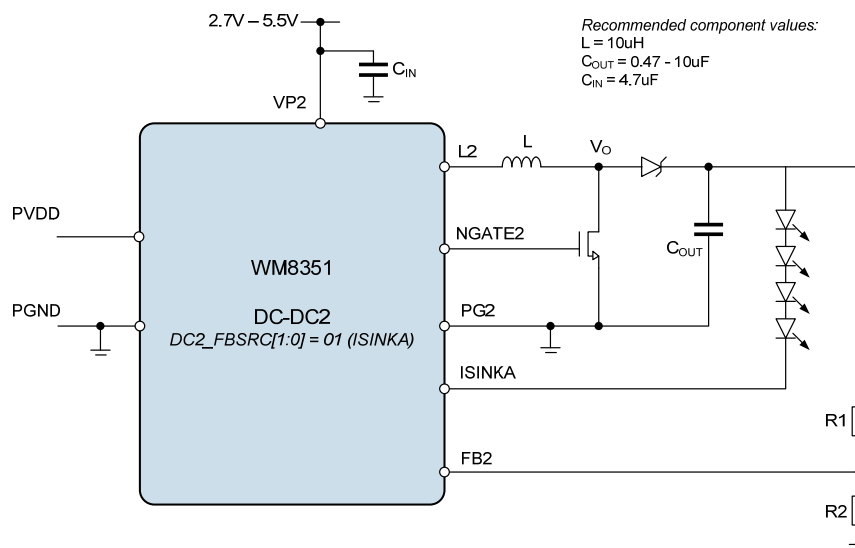 2.7V – 5.5V
Recommended component values:
L = 10uH
COUT = 0.47 - 10uF
CIN = 4.7uF
CIN
VP2
L2
L
VO
PVDD
NGATE2
COUT
WM8351
PGND
DC-DC2
PG2
DC2_FBSRC[1:0] = 01 (ISINKA)
ISINKA
R1
FB2
R2